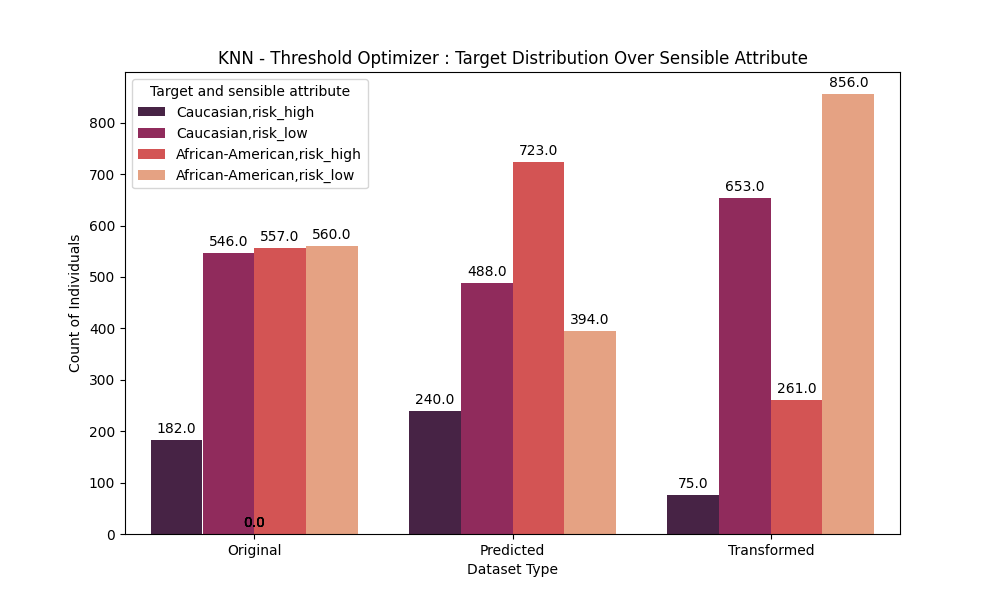 KNN - Threshold Optimizer : Target Distribution Over Sensible Attribute
Target and sensible attribute
Caucasian,risk_high
Caucasian,risk_low
African-American,risk_high
African-American,risk_low
Count of Individuals
800
700
600
500
400
300
200
100
0
182.0
546.0
557.0
560.0
0.0
240.0
488.0
723.0
394.0
75.0
653.0
261.0
856.0
Original
Predicted
Transformed
Dataset Type